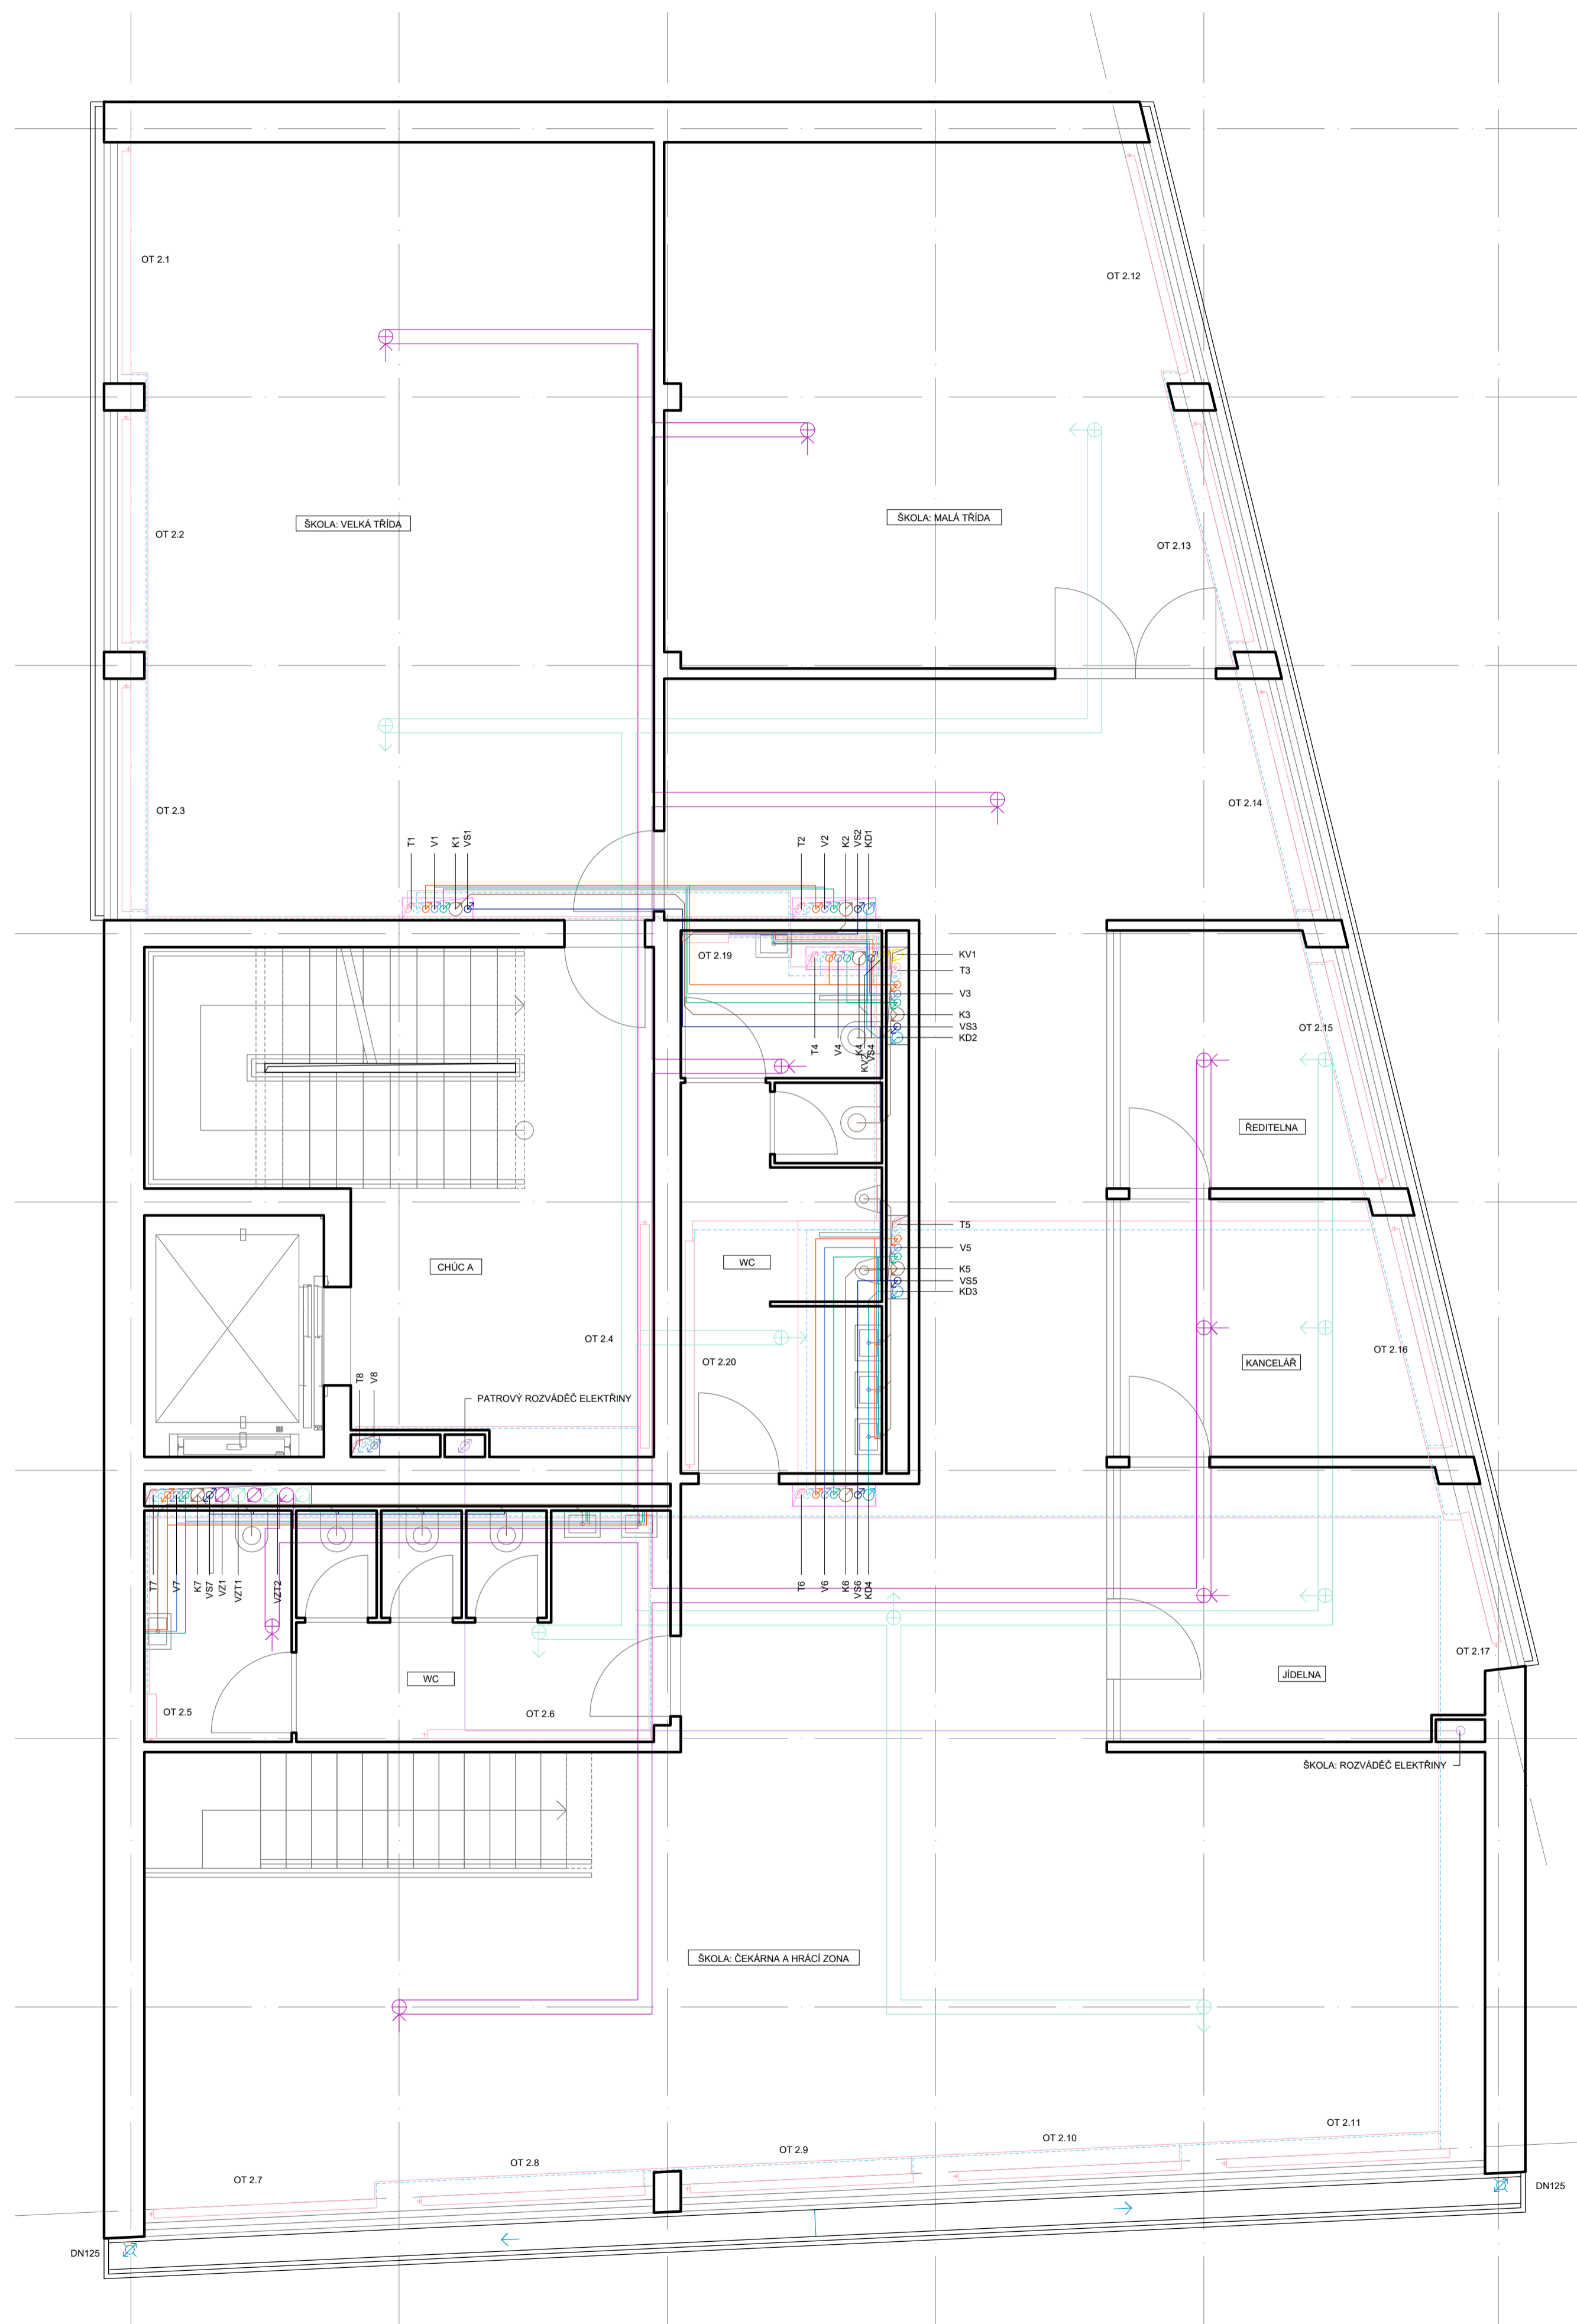 OT 2.1
OT 2.12
ŠKOLA: VELKÁ TŘÍDA
ŠKOLA: MALÁ TŘÍDA
OT 2.2
OT 2.13
OT 2.3
OT 2.14
T1
V1
K1
VS1
T2
V2
K2
VS2
KD1
OT 2.19
KV1
T3
V3
K3
VS3
KD2
T4
V4
K4
KV2
VS4
OT 2.15
ŘEDITELNA
CHÚC A
WC
T5
V5
K5
VS5
KD3
OT 2.4
OT 2.20
OT 2.16
KANCELÁŘ
T8
V8
PATROVÝ ROZVÁDĚČ ELEKTŘINY
T7
V7
K7
VS7
VZ1
VZT1
VZT2
T6
V6
K6
VS6
KD4
OT 2.17
WC
JÍDELNA
OT 2.5
OT 2.6
ŠKOLA: ROZVÁDĚČ ELEKTŘINY
ŠKOLA: ČEKÁRNA A HRÁCÍ ZONA
OT 2.7
OT 2.8
OT 2.9
OT 2.10
OT 2.11
DN125
DN125